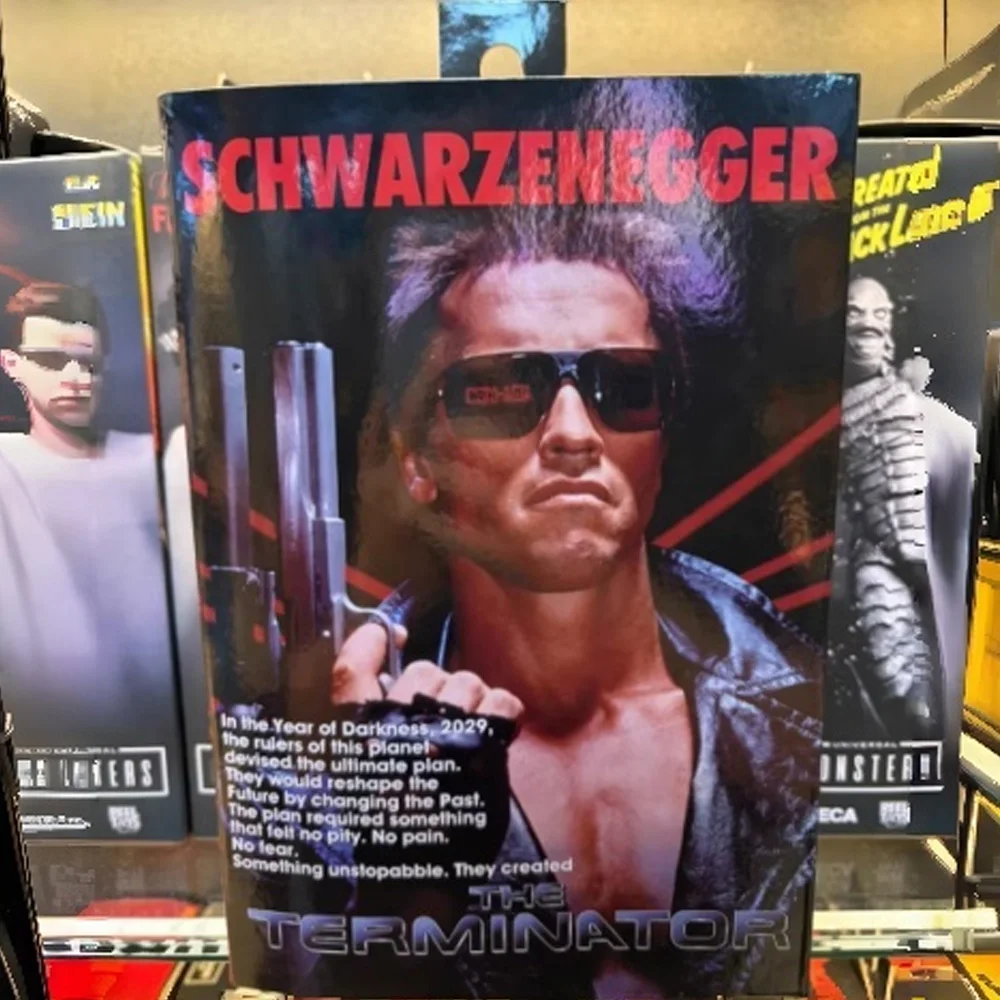 SCHWARZENEGGER
In the Year of Darkness, 2029,
the rulers of this planet
devised the ultimate plan.
They would reshape the
Future by changing the Past.
The plan required something
that felt no pity. No pain.
No fear.
Something unstopabble. They created
THE
TERMINATOR
UNIVERSAL
ECA